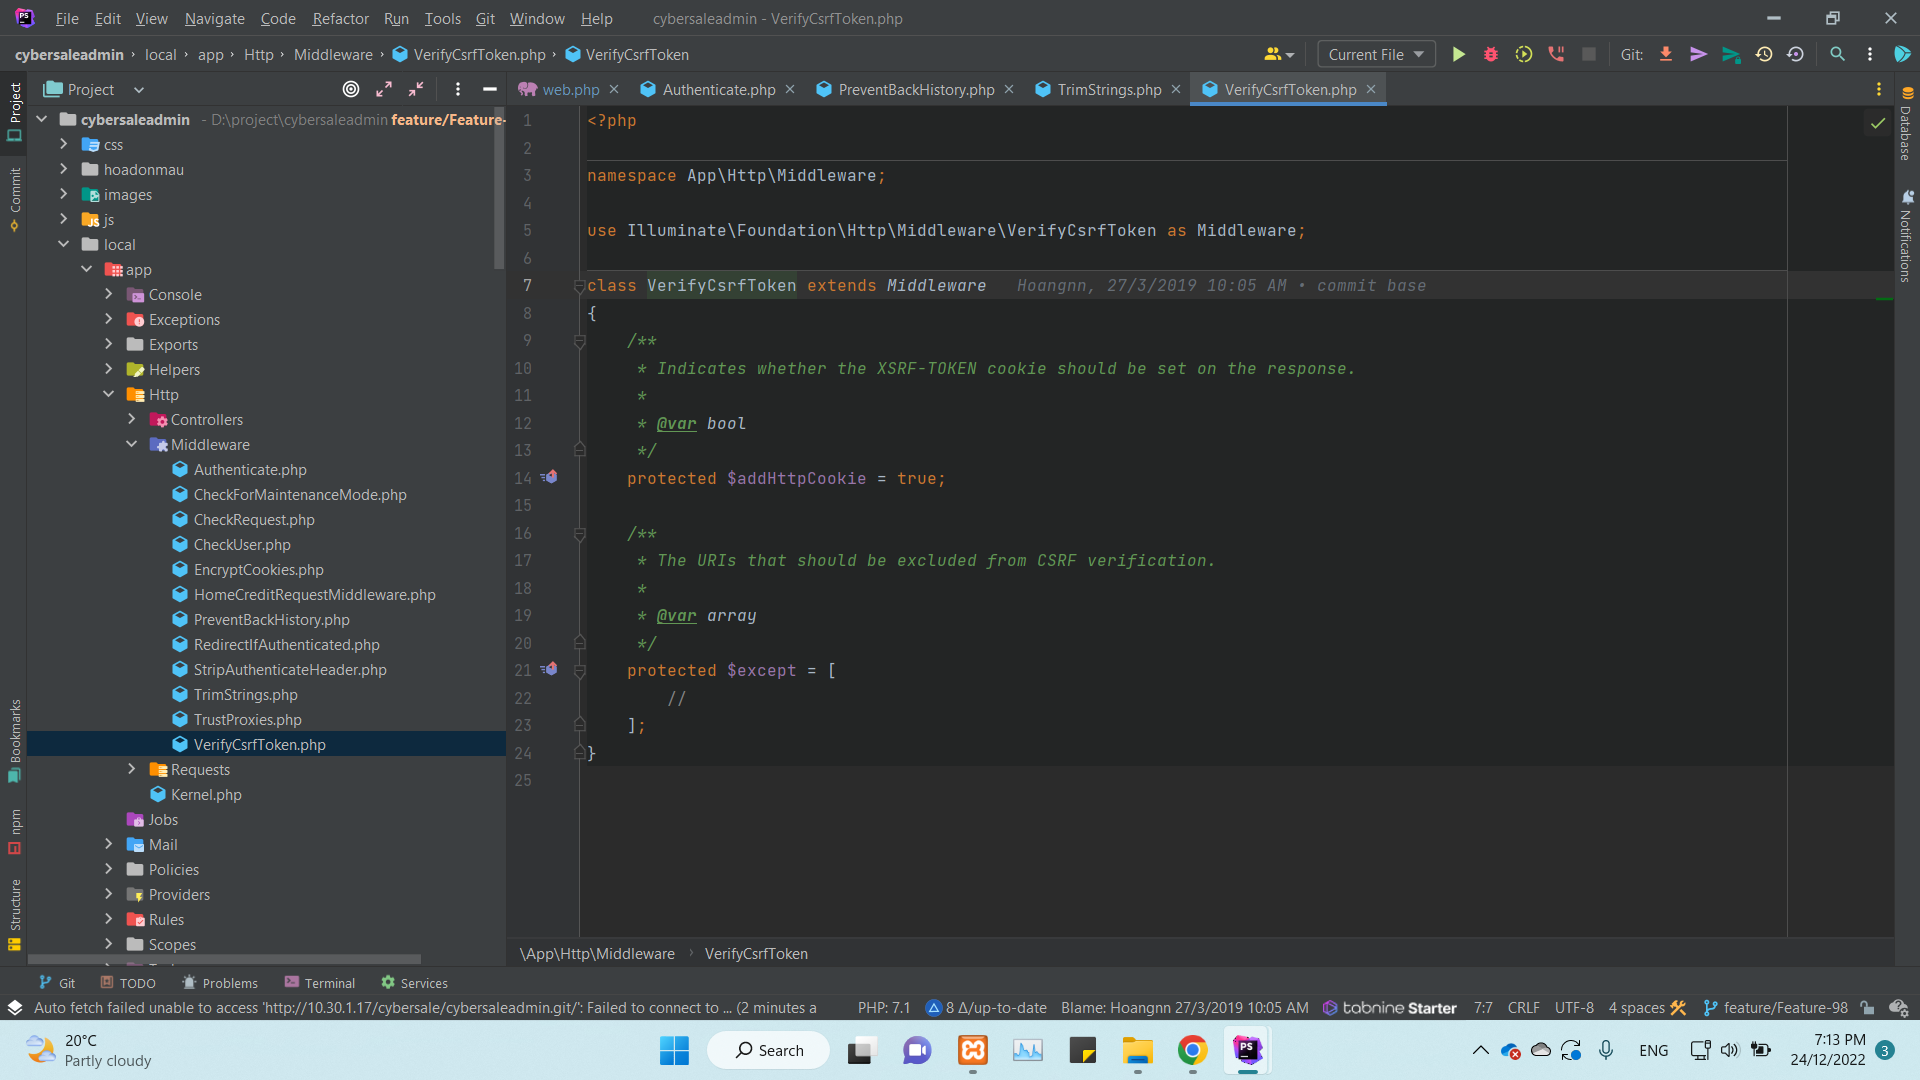 File Edit View Navigate Code Refactor Run Tools Git Window Help cybersaleadmin - VerifyCsrfToken.php
cybersaleadmin local app Http Middleware VerifyCsrfToken.php VerifyCsrfToken Current File Git:
Project
web.php Authenticate.php PreventBackHistory.php TrimStrings.php VerifyCsrfToken.php
cybersaleadmin - D:\project\cybersaleadmin feature/Feature-
css
hoadonmau
images
js
local
app
Console
Exceptions
Exports
Helpers
Http
Controllers
Middleware
Authenticate.php
CheckForMaintenanceMode.php
CheckRequest.php
CheckUser.php
EncryptCookies.php
HomeCreditRequestMiddleware.php
PreventBackHistory.php
RedirectIfAuthenticated.php
StripAuthenticateHeader.php
TrimStrings.php
TrustProxies.php
VerifyCsrfToken.php
Requests
Kernel.php
Jobs
Mail
Policies
Providers
Rules
Scopes
1 <?php
2
3 namespace App\Http\Middleware;
4
5 use Illuminate\Foundation\Http\Middleware\VerifyCsrfToken as Middleware;
6
7 class VerifyCsrfToken extends Middleware Hoangnn, 27/3/2019 10:05 AM • commit base
8 {
9 /**
10 * Indicates whether the XSRF-TOKEN cookie should be set on the response.
11 *
12 * @var bool
13 */
14 protected $addHttpCookie = true;
15
16 /**
17 * The URIs that should be excluded from CSRF verification.
18 *
19 * @var array
20 */
21 protected $except = [
22 //
23 ];
24 }
25
Project
Commit
Bookmarks
npm
Structure
Database
Notifications
\App\Http\Middleware VerifyCsrfToken
Git TODO Problems Terminal Services
Auto fetch failed unable to access 'http://10.30.1.17/cybersale/cybersaleadmin.git/': Failed to connect to ... (2 minutes a PHP: 7.1 8 Δ/up-to-date Blame: Hoangnn 27/3/2019 10:05 AM tabnine Starter 7:7 CRLF UTF-8 4 spaces feature/Feature-98
20°C
Partly cloudy
Search
ENG
7:13 PM
24/12/2022
3